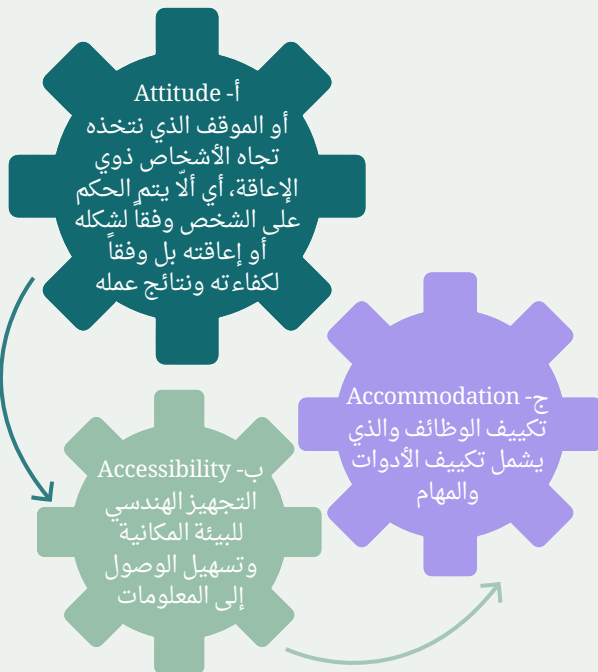 أ- Attitude
أو الموقف الذي نتخذه
تجاه الأشخاص ذوي
الإعاقة، أي ألّا يتم الحكم
على الشخص وفقاً لشكله
أو إعاقته بل وفقاً
لكفاءته ونتائج عمله
ب- Accessibility
التجهيز الهندسي
للبيئة المكانية
وتسهيل الوصول
إلى المعلومات
ج- Accommodation
تكييف الوظائف والذي
يشمل تكييف الأدوات
والمهام